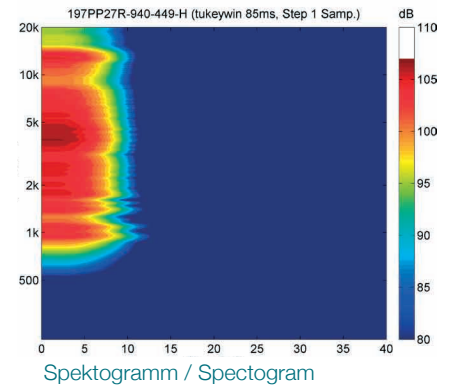 197PP27R-940-449-H (tukeywin 85ms, Step 1 Samp.)
dB
20k
10k
5k
2k
1k
500
0 5 10 15 20 25 30 35 40
110
105
100
95
90
85
80
Spektogramm / Spectogram